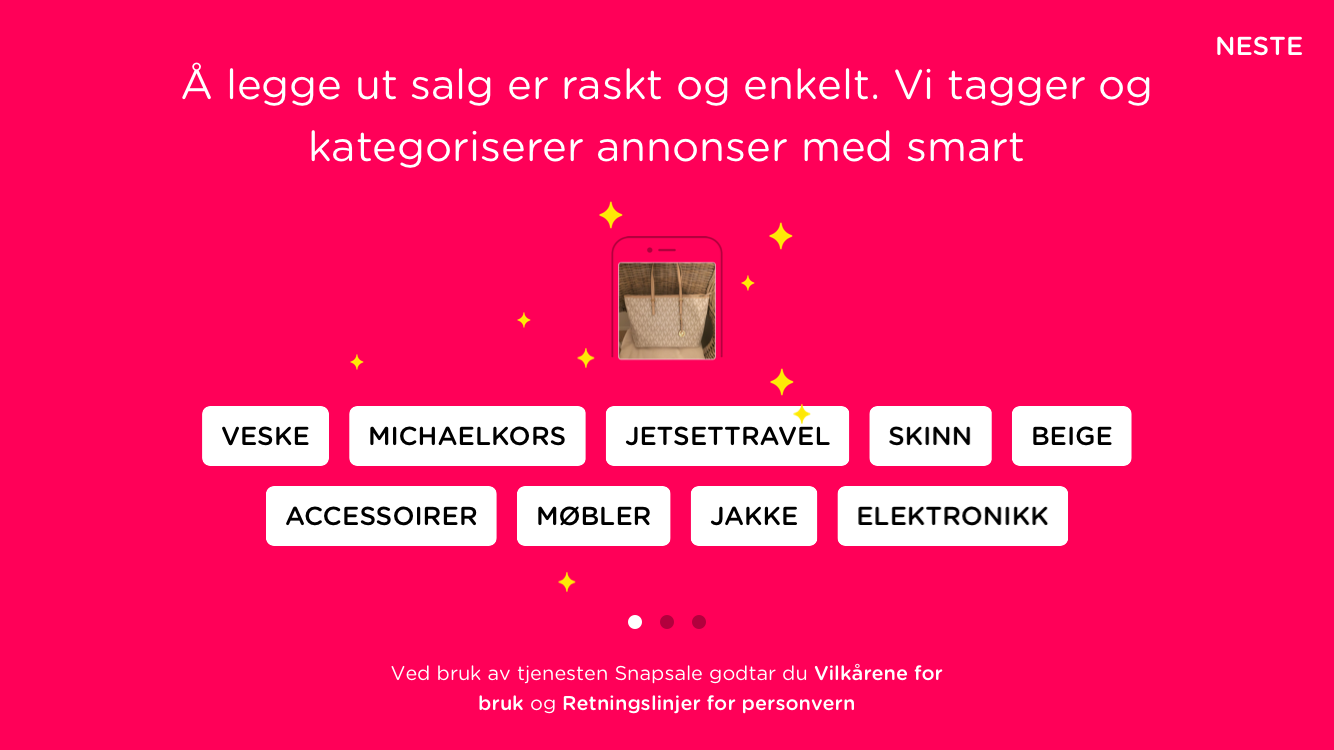 NESTE
Å legge ut salg er raskt og enkelt. Vi tagger og
kategoriserer annonser med smart
VESKE MICHAELKORS JETSETTRAVEL SKINN BEIGE
ACCESSOIRER MØBLER JAKKE ELEKTRONIKK
Ved bruk av tjenesten Snapsale godtar du Vilkårene for
bruk og Retningslinjer for personvern